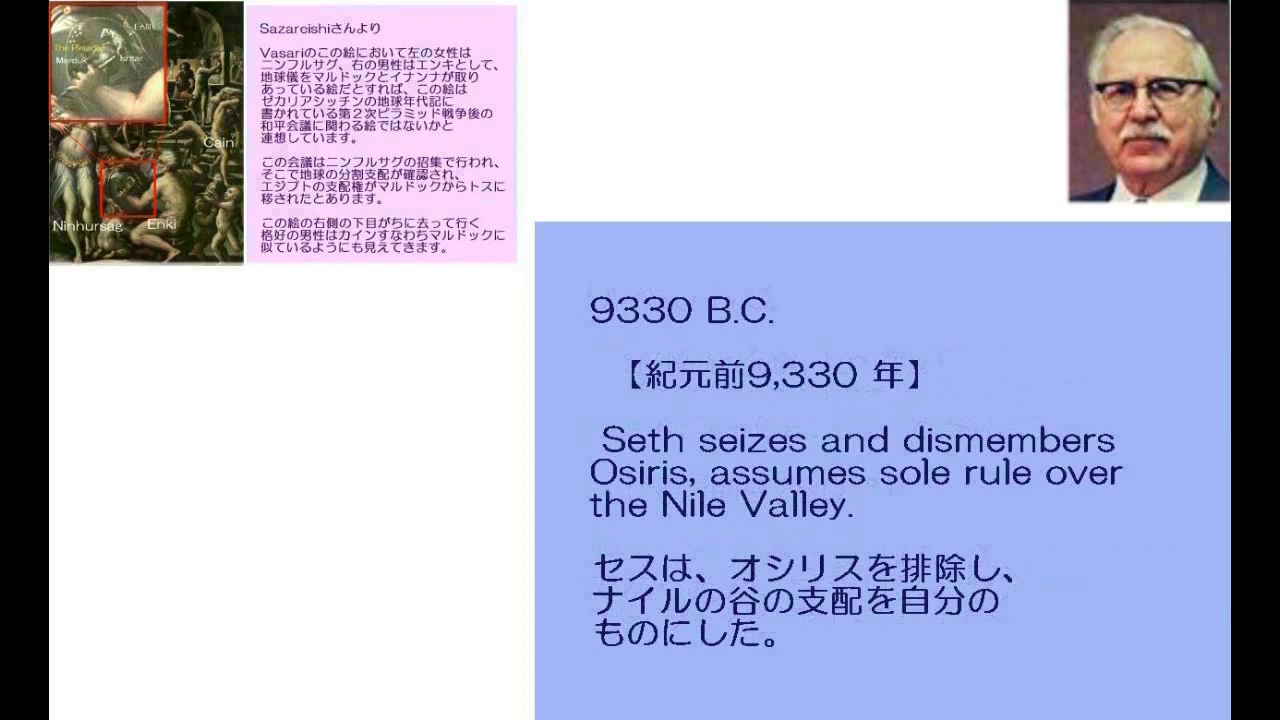 Enlil
The Pleiades
Marduk
Ishtar
Cain
Ninhursag
Enki
Sazareishiさんより
Vasariのこの絵において左の女性は
ニンフルサグ、右の男性はエンキとして、
地球儀をマルドックとイナンナが取り
あっている絵だとすれば、この絵は
ゼカリアシッチンの地球年代記に
書かれている第2次ピラミッド戦争後の
和平会議に関わる絵ではないかと
連想しています。
この会議はニンフルサグの招集で行われ、
そこで地球の分割支配が確認され、
エジプトの支配権がマルドックからトスに
移されたとあります。
この絵の右側の下目がちに去って行く
格好の男性はカインすなわちマルドックに
似ているようにも見えてきます。
9330 B.C.
【紀元前9,330 年】
Seth seizes and dismembers
Osiris, assumes sole rule over
the Nile Valley.
セスは、オシリスを排除し、
ナイルの谷の支配を自分の
ものにした。